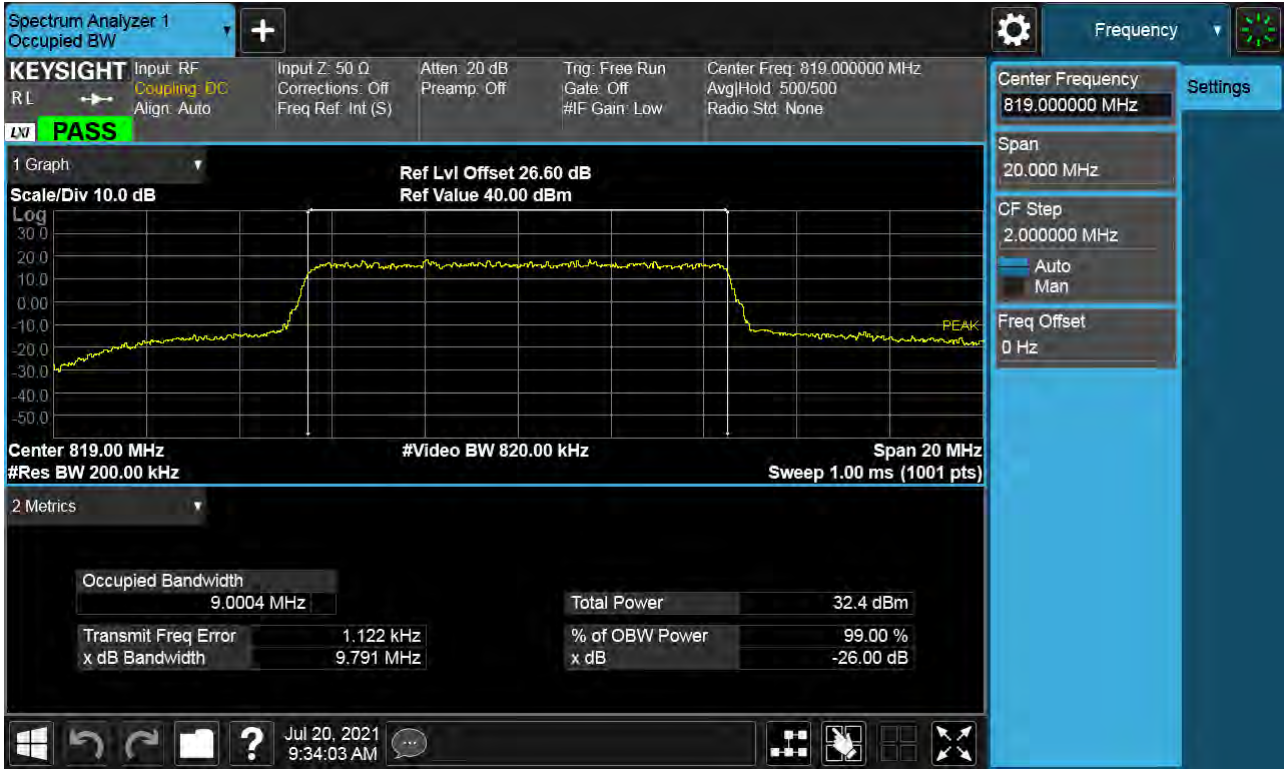 Spectrum Analyzer 1
Occupied BW
+
Frequency
KEYSIGHT
RL
LXI
PASS
Input: RF
Coupling: DC
Align: Auto
Input Z: 50 Ω
Corrections: Off
Freq Ref: Int (S)
Atten: 20 dB
Preamp: Off
Trig: Free Run
Gate: Off
#IF Gain: Low
Center Freq: 819.000000 MHz
Avg|Hold: 500/500
Radio Std: None
Center Frequency
819.000000 MHz
Settings
Span
20.000 MHz
CF Step
2.000000 MHz
Auto
Man
Freq Offset
0 Hz
1 Graph
Scale/Div 10.0 dB
Ref Lvl Offset 26.60 dB
Ref Value 40.00 dBm
Log
30.0
20.0
10.0
0.00
-10.0
-20.0
-30.0
-40.0
-50.0
PEAK
Center 819.00 MHz
#Video BW 820.00 kHz
Span 20 MHz
#Res BW 200.00 kHz
Sweep 1.00 ms (1001 pts)
2 Metrics
Occupied Bandwidth
9.0004 MHz
Total Power 32.4 dBm
Transmit Freq Error 1.122 kHz
% of OBW Power 99.00 %
x dB Bandwidth 9.791 MHz
x dB -26.00 dB
?
Jul 20, 2021
9:34:03 AM